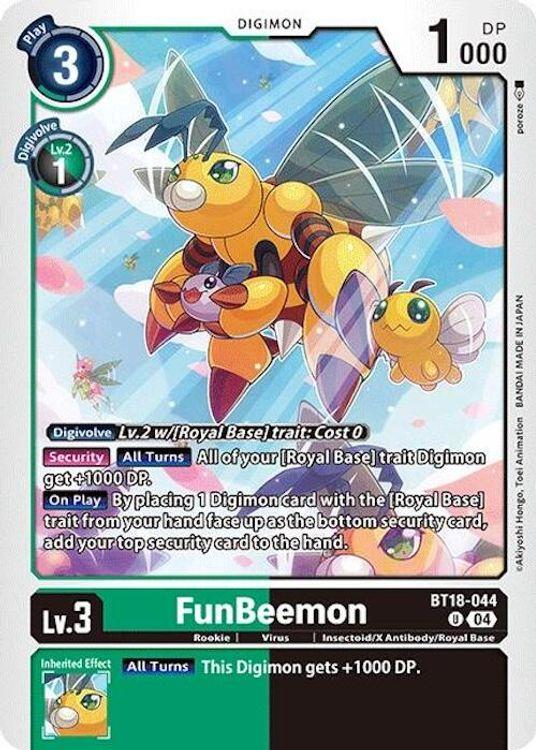 DIGIMON
Play
3
1000
DP
Digivolve
Lv.2
1
poroze
Digivolve Lv.2 w/[Royal Base] trait: Cost 0
Security All Turns All of your [Royal Base] trait Digimon
get +1000 DP.
On Play By placing 1 Digimon card with the [Royal Base]
trait from your hand face up as the bottom security card,
add your top security card to the hand.
©Akiyoshi Hongo, Toei Animation BANDAI MADE IN JAPAN
Lv.3
FunBeemon
BT18-044
U 04
Rookie | Virus | Insectoid/X Antibody/Royal Base
Inherited Effect
All Turns This Digimon gets +1000 DP.